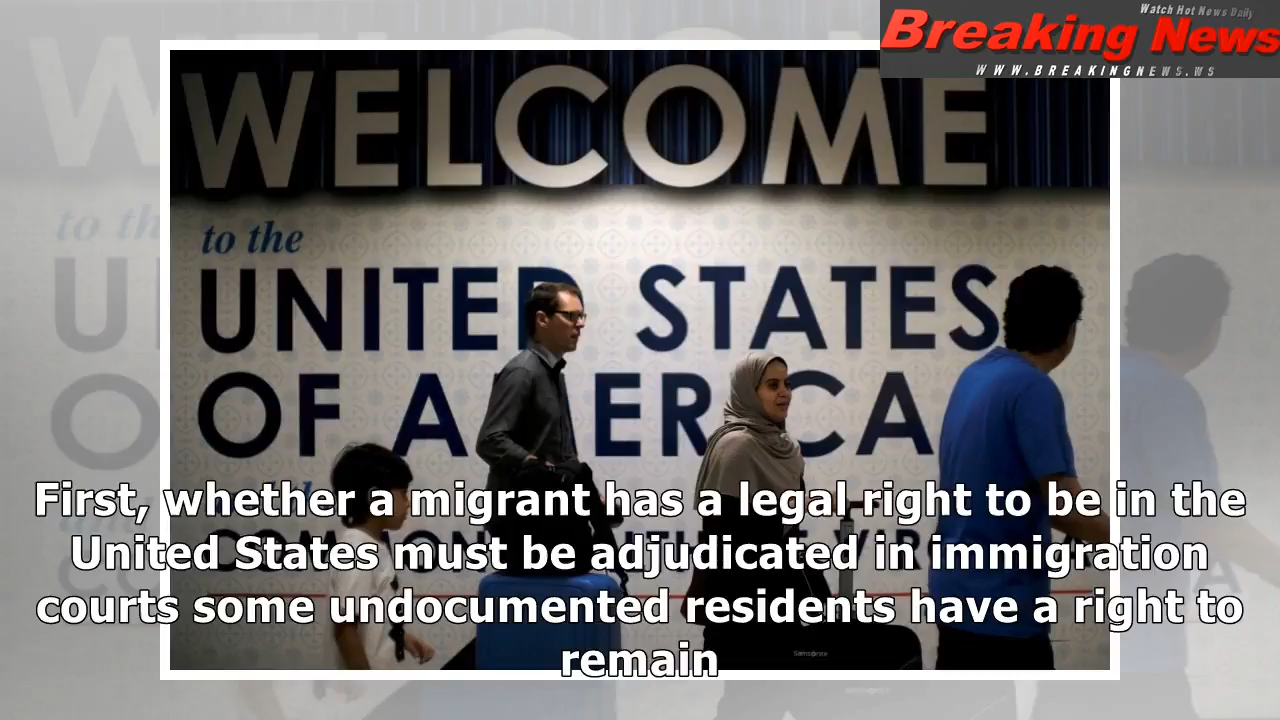 Watch Hot News Daily
Breaking News
WWW.BREAKINGNEWS.WS
WELCOME
to the
UNITED STATES
OF AMERICA
First, whether a migrant has a legal right to be in the
United States must be adjudicated in immigration
courts some undocumented residents have a right to
remain
Samsonite